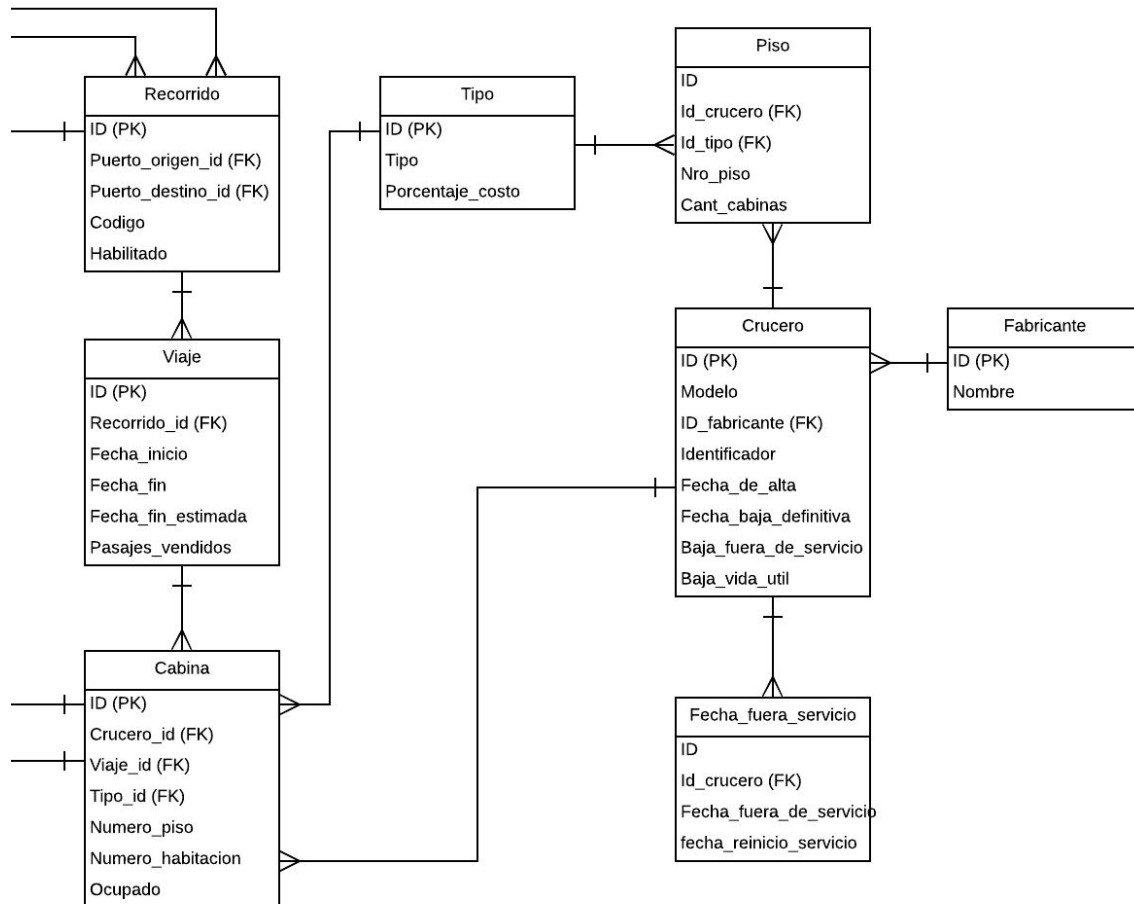 Recorrido
ID (PK)
Puerto_origen_id (FK)
Puerto_destino_id (FK)
Codigo
Habilitado
Tipo
ID (PK)
Tipo
Porcentaje_costo
Piso
ID
Id_crucero (FK)
Id_tipo (FK)
Nro_piso
Cant_cabinas
Viaje
ID (PK)
Recorrido_id (FK)
Fecha_inicio
Fecha_fin
Fecha_fin_estimada
Pasajes_vendidos
Crucero
ID (PK)
Modelo
ID_fabricante (FK)
Identificador
Fecha_de_alta
Fecha_baja_definitiva
Baja_fuera_de_servicio
Baja_vida_util
Fabricante
ID (PK)
Nombre
Cabina
ID (PK)
Crucero_id (FK)
Viaje_id (FK)
Tipo_id (FK)
Numero_piso
Numero_habitacion
Ocupado
Fecha_fuera_servicio
ID
Id_crucero (FK)
Fecha_fuera_de_servicio
fecha_reinicio_servicio